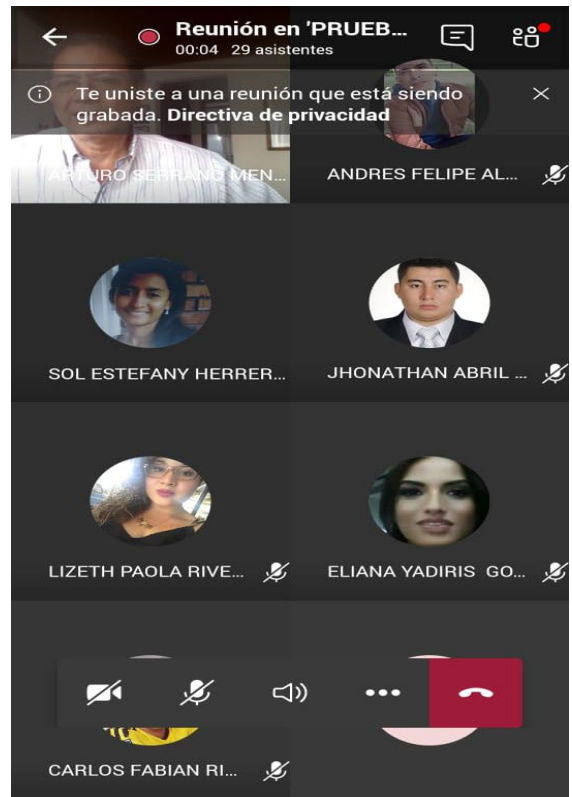 Reunión en 'PRUEB...
00:04 29 asistentes
Te uniste a una reunión que está siendo
grabada. Directiva de privacidad
ARTURO SERRANO MEN...
ANDRES FELIPE AL...
SOL ESTEFANY HERRER...
JHONATHAN ABRIL ...
LIZETH PAOLA RIVE...
ELIANA YADIRIS GO...
CARLOS FABIAN RI...